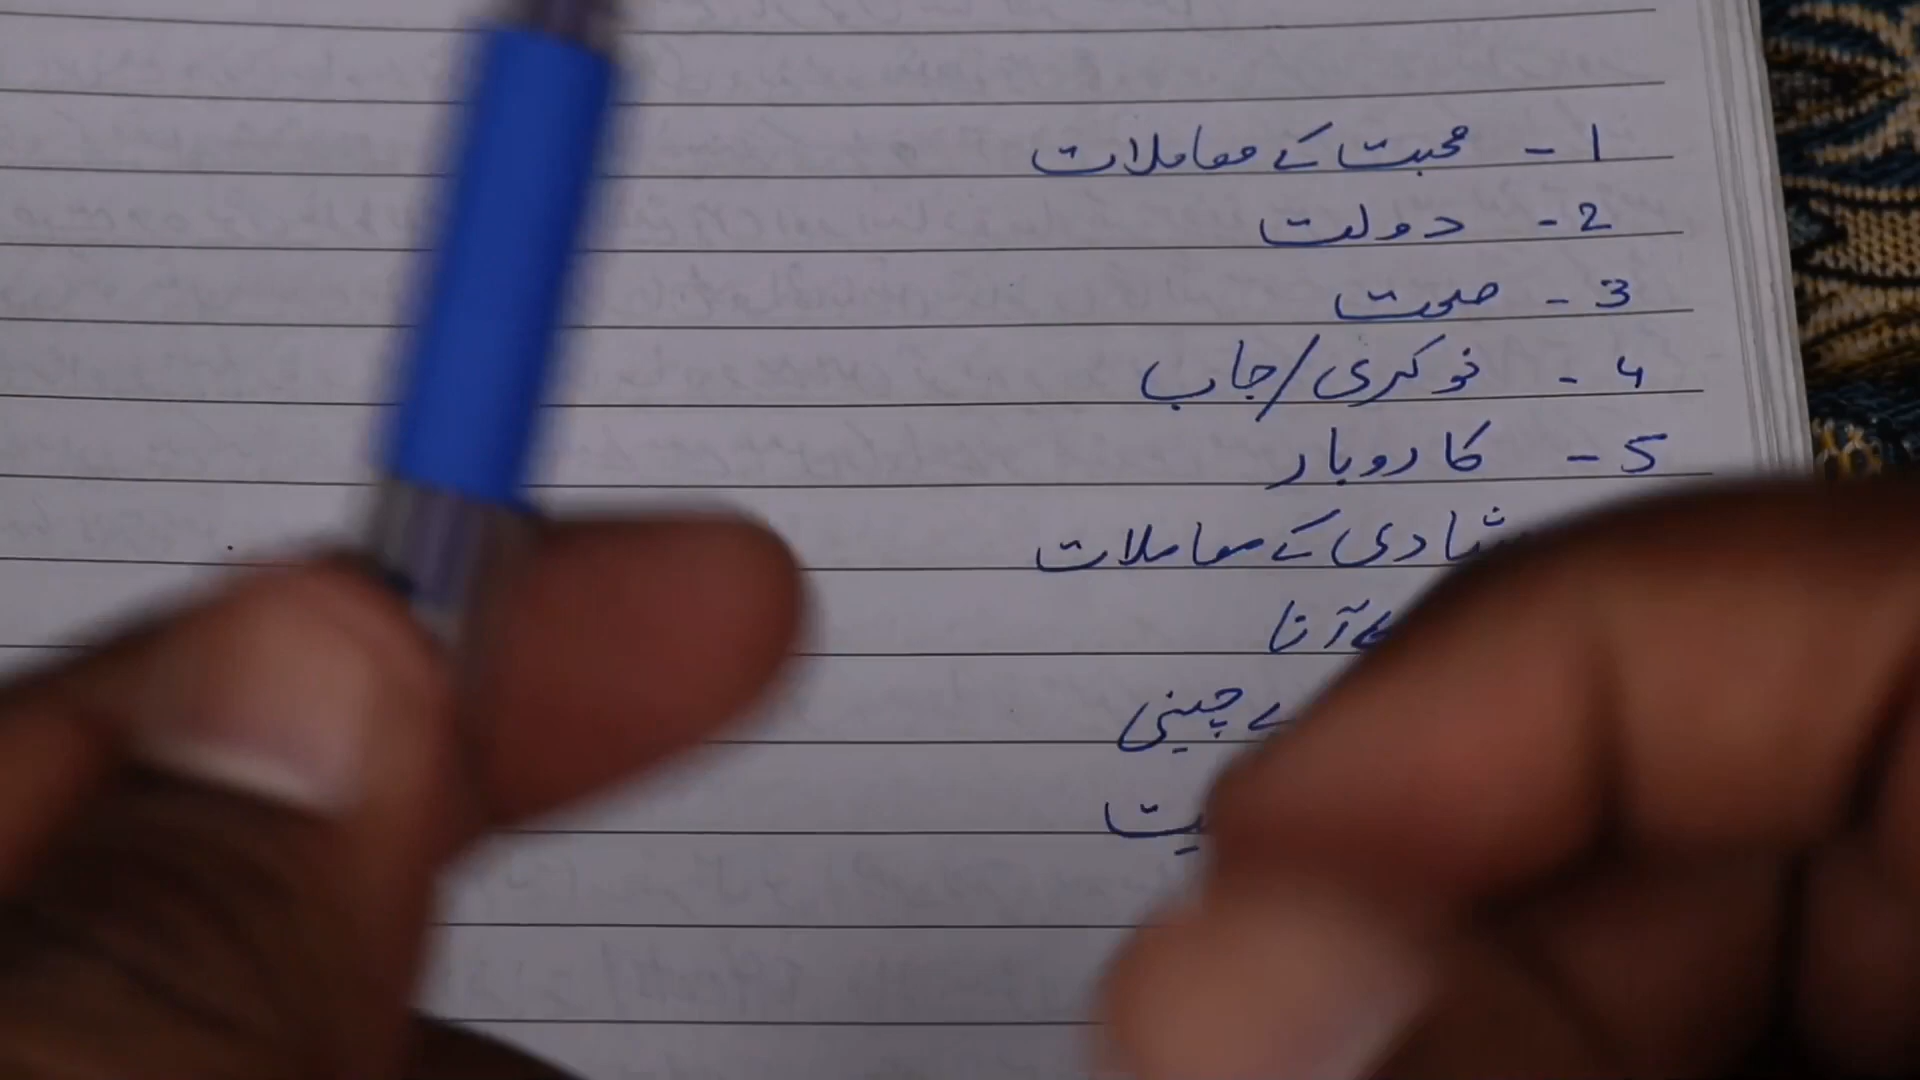 1 - محبت کے معاملات
2 - دولت
3 - صحت
4 - نوکری/جاب
5 - کاروبار
شادی کے معاملات
آنا
چینی